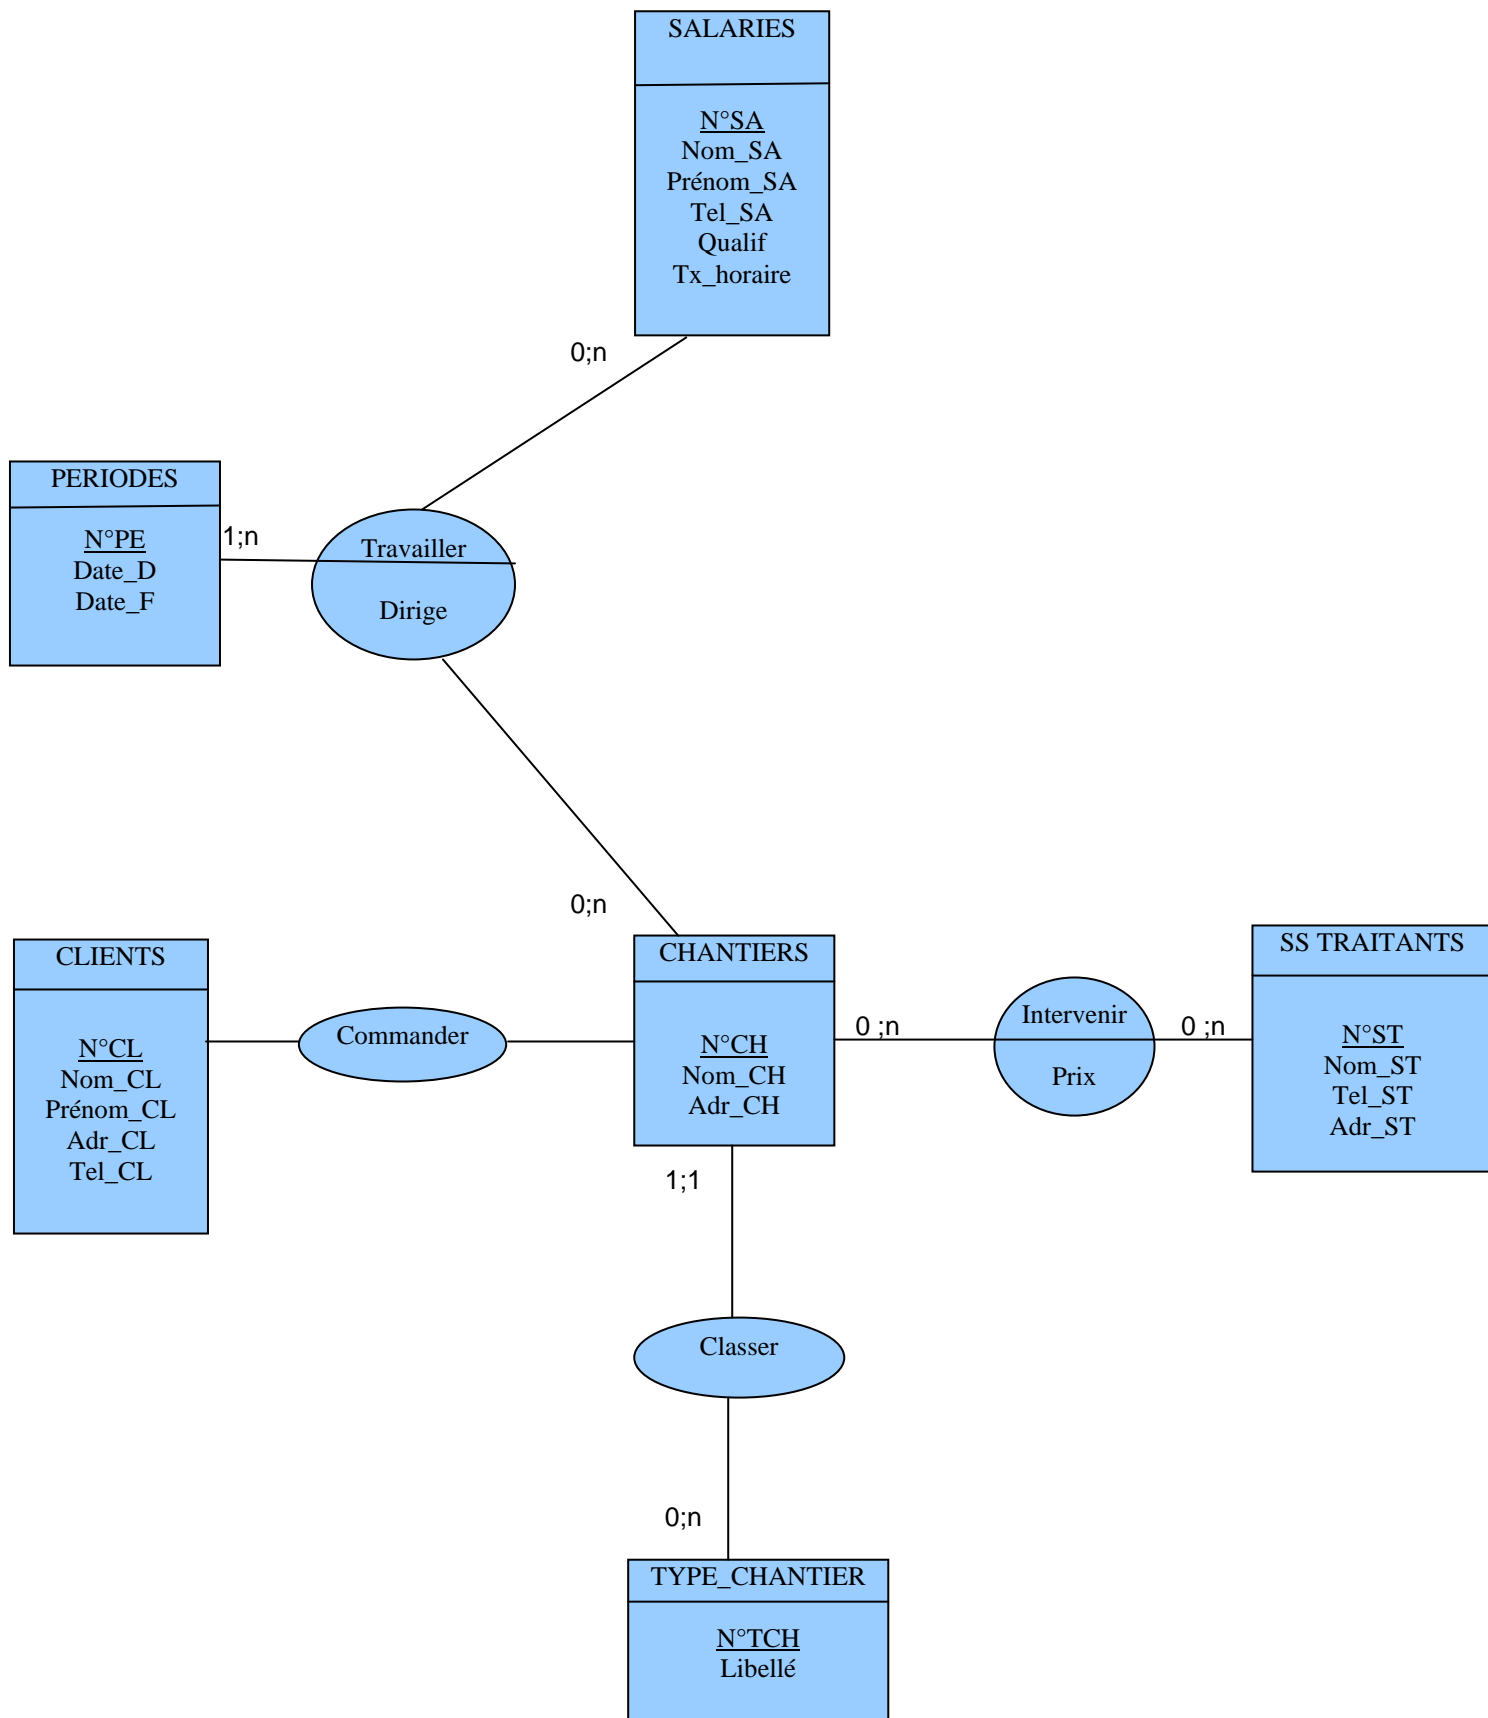 SALARIES
N°SA
Nom_SA
Prénom_SA
Tel_SA
Qualif
Tx_horaire
0;n
PERIODES
N°PE
Date_D
Date_F
1;n
Travailler
Dirige
0;n
CLIENTS
N°CL
Nom_CL
Prénom_CL
Adr_CL
Tel_CL
Commander
CHANTIERS
N°CH
Nom_CH
Adr_CH
0 ;n
Intervenir
Prix
0 ;n
SS TRAITANTS
N°ST
Nom_ST
Tel_ST
Adr_ST
1;1
Classer
0;n
TYPE_CHANTIER
N°TCH
Libellé